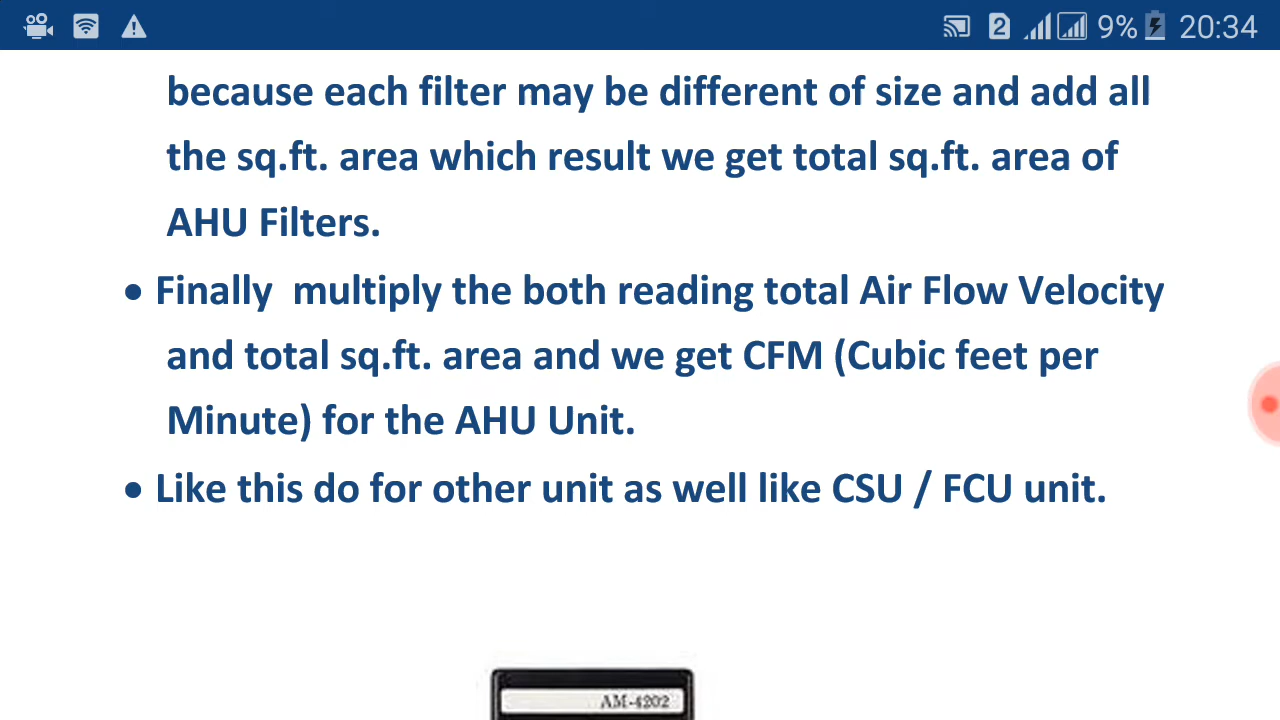 2 9% 20:34
because each filter may be different of size and add all
the sq.ft. area which result we get total sq.ft. area of
AHU Filters.
• Finally  multiply the both reading total Air Flow Velocity
and total sq.ft. area and we get CFM (Cubic feet per
Minute) for the AHU Unit.
• Like this do for other unit as well like CSU / FCU unit.
AM-4202